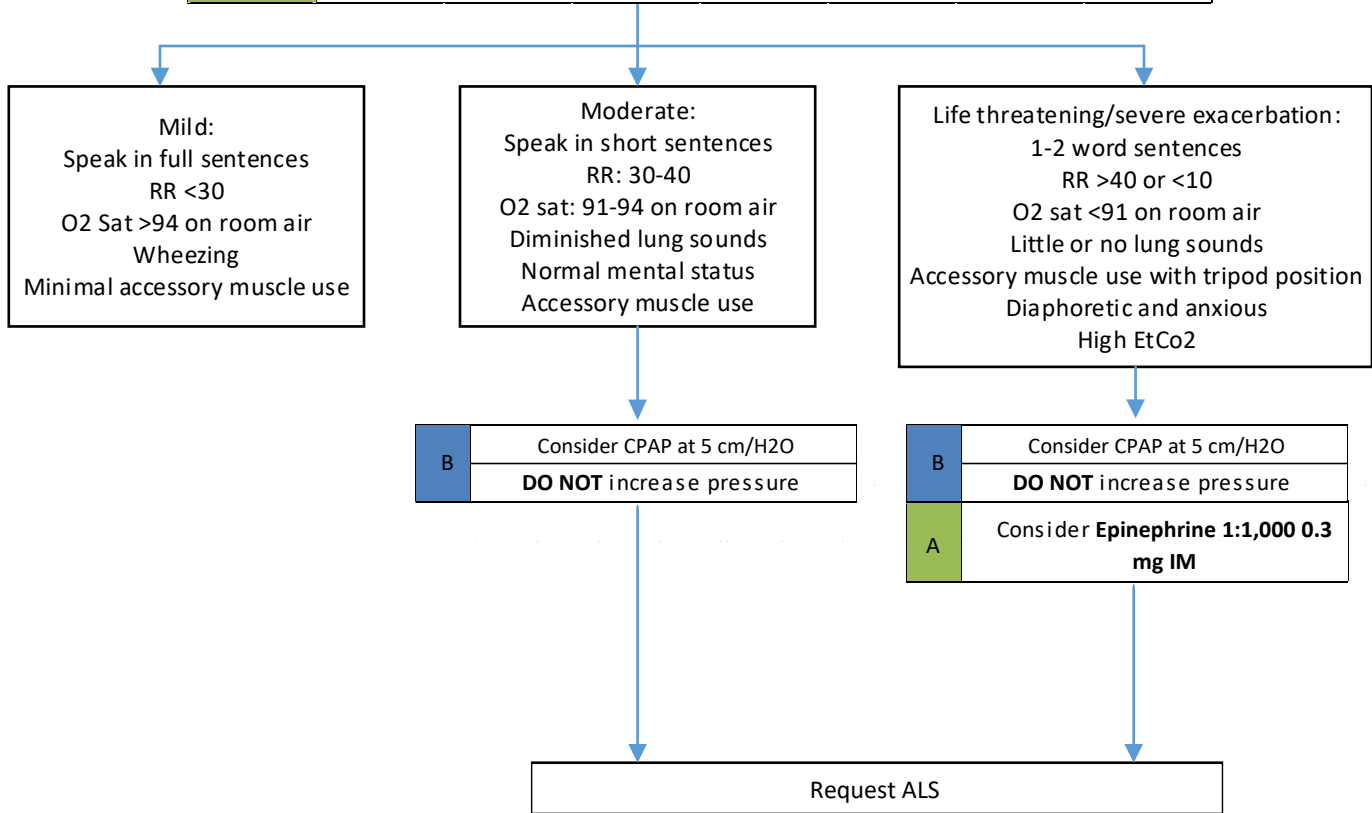 Mild:
Speak in full sentences
RR <30
O2 Sat >94 on room air
Wheezing
Minimal accessory muscle use
Moderate:
Speak in short sentences
RR: 30-40
O2 sat: 91-94 on room air
Diminished lung sounds
Normal mental status
Accessory muscle use
Life threatening/severe exacerbation:
1-2 word sentences
RR >40 or <10
O2 sat <91 on room air
Little or no lung sounds
Accessory muscle use with tripod position
Diaphoretic and anxious
High EtCo2
B
Consider CPAP at 5 cm/H2O
DO NOT increase pressure
B
Consider CPAP at 5 cm/H2O
DO NOT increase pressure
A
Consider Epinephrine 1:1,000 0.3
mg IM
Request ALS